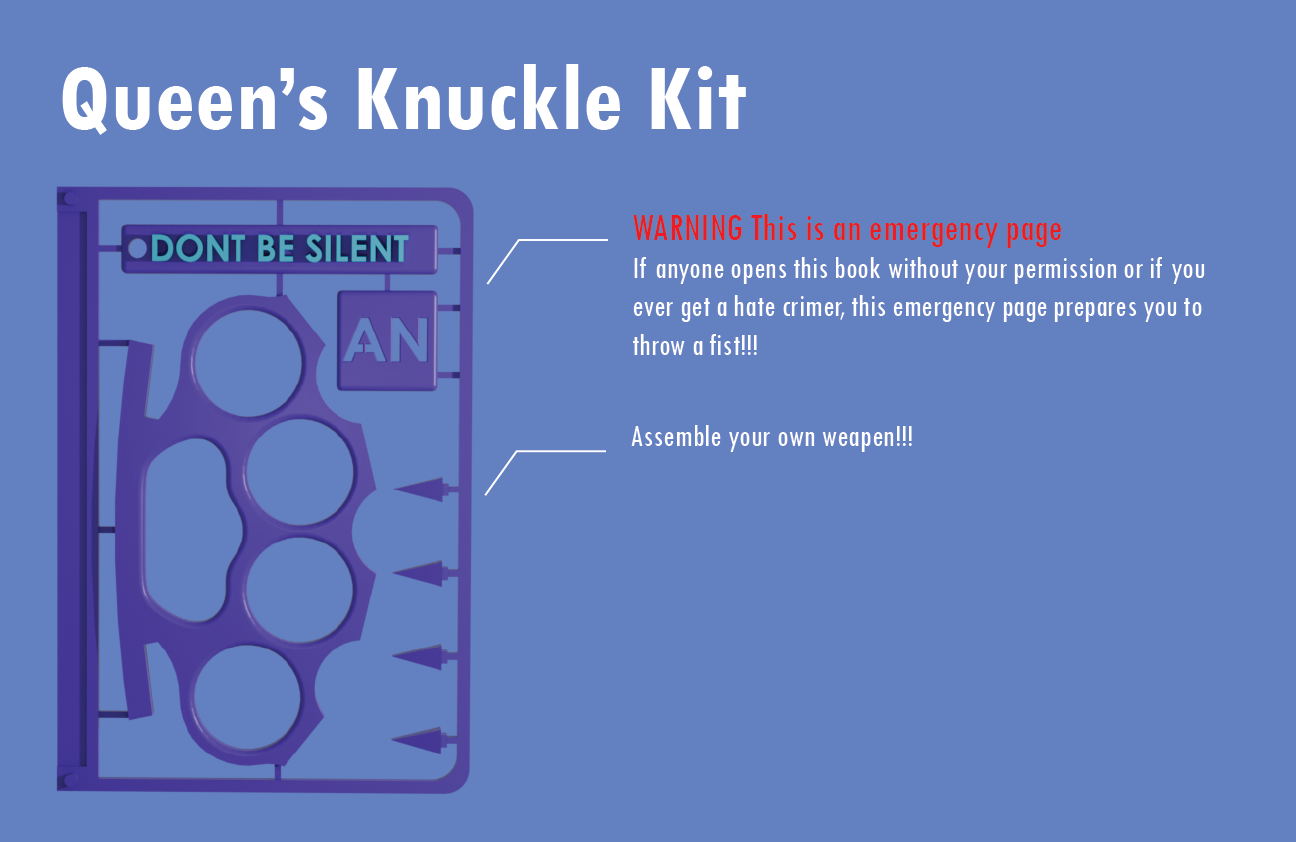 Queen’s Knuckle Kit
DONT BE SILENT
AN
WARNING This is an emergency page
If anyone opens this book without your permission or if you
ever get a hate crimer, this emergency page prepares you to
throw a fist!!!
Assemble your own weapen!!!